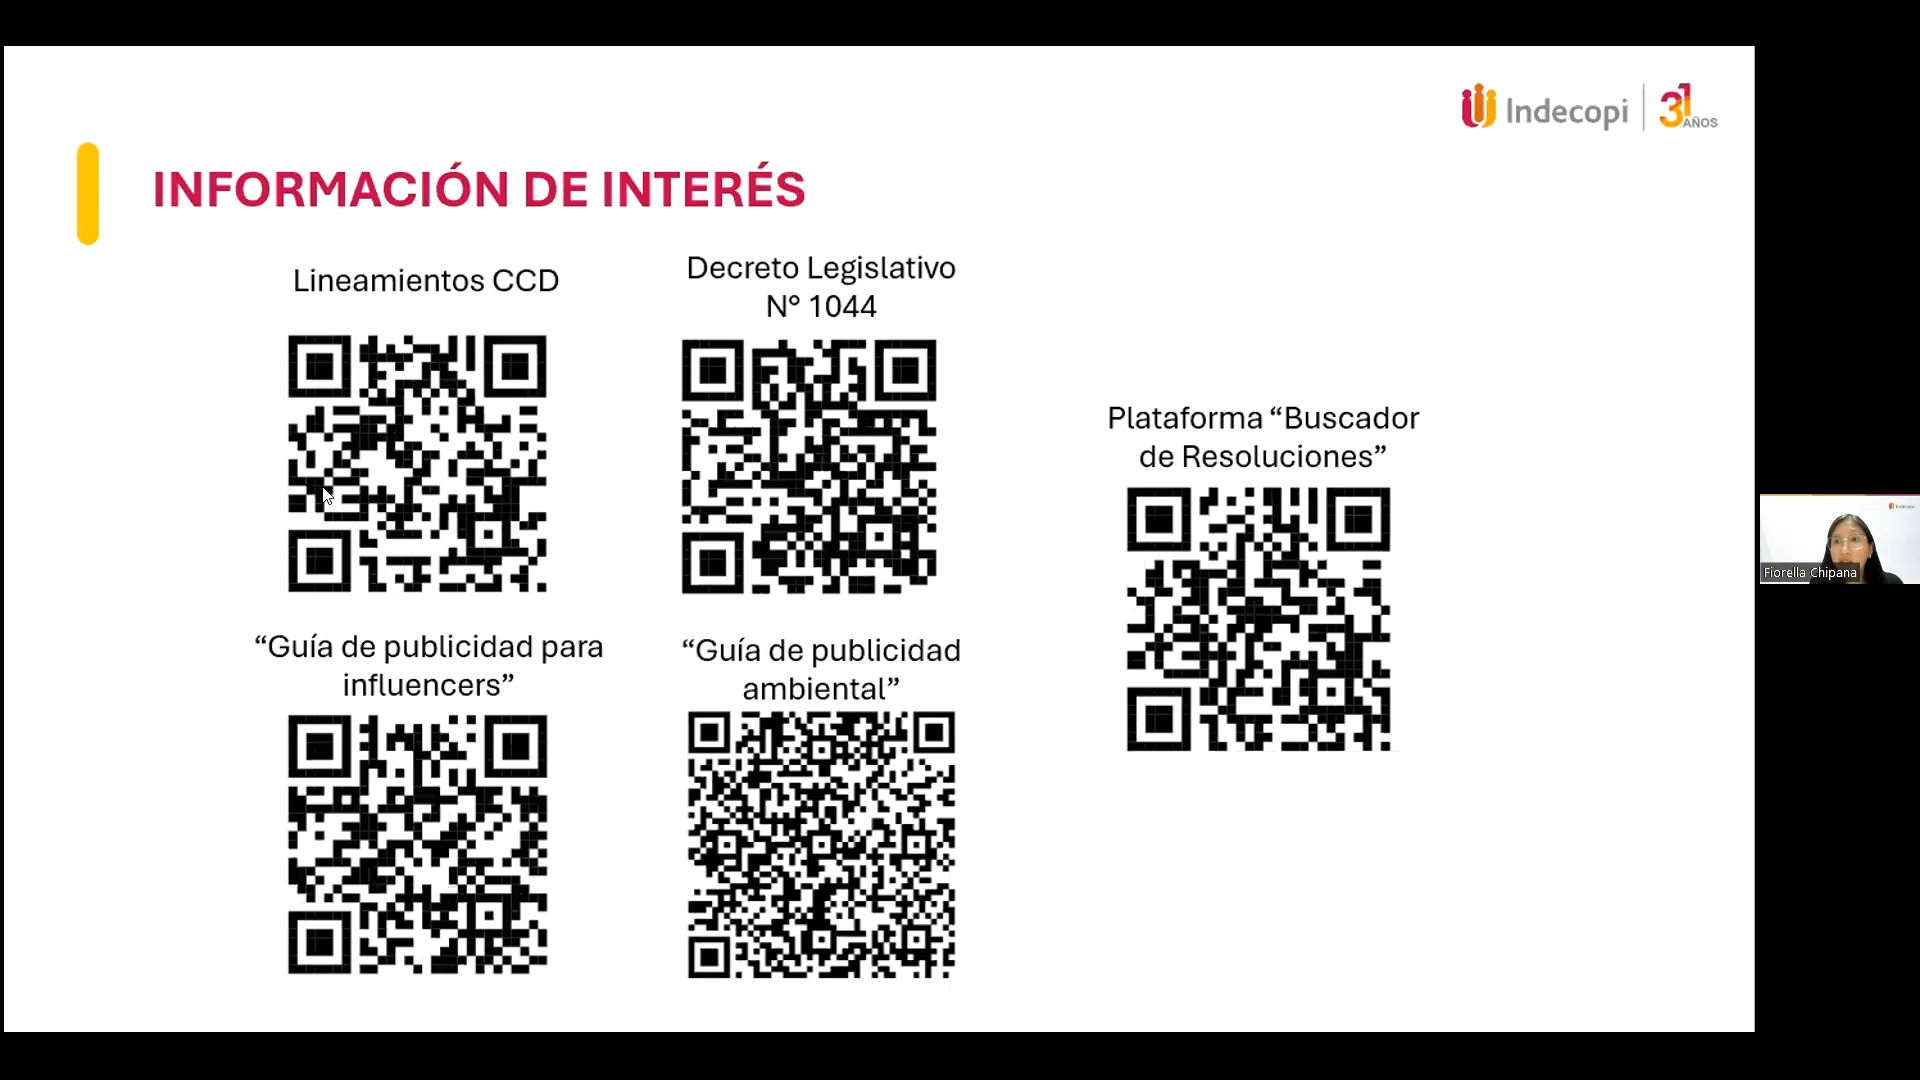 Indecopi
31 AÑOS
INFORMACIÓN DE INTERÉS
Lineamientos CCD
Decreto Legislativo
N° 1044
Plataforma “Buscador
de Resoluciones”
“Guía de publicidad para
influencers”
“Guía de publicidad
ambiental”
Indecopi
Fiorella Chipana